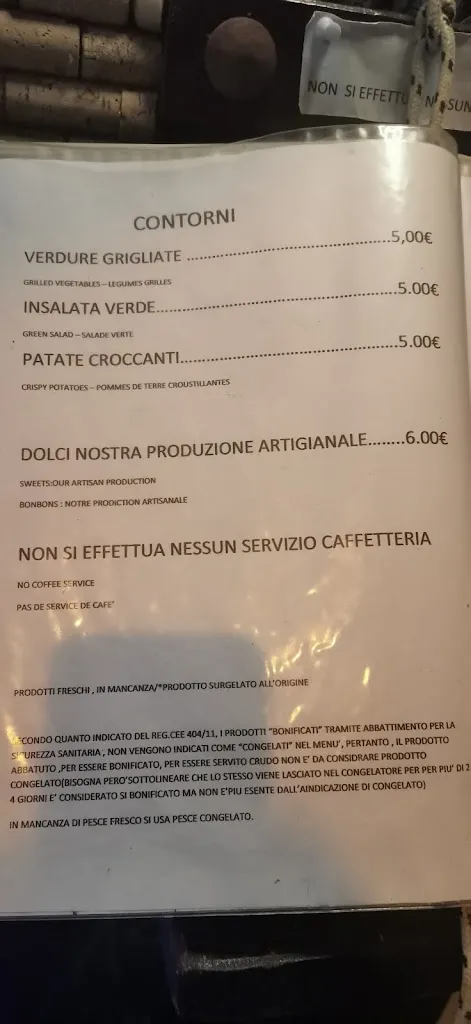 NON SI EFFETTU N SUN
CONTORNI
VERDURE GRIGLIATE ........................................5,00€
GRILLED VEGETABLES – LEGUMES GRILLES
INSALATA VERDE...............................................5.00€
GREEN SALAD – SALADE VERTE
PATATE CROCCANTI..........................................5.00€
CRISPY POTATOES – POMMES DE TERRE CROUSTILLANTES
DOLCI NOSTRA PRODUZIONE ARTIGIANALE........6.00€
SWEETS:OUR ARTISAN PRODUCTION
BONBONS : NOTRE PRODICTION ARTISANALE
NON SI EFFETTUA NESSUN SERVIZIO CAFFETTERIA
NO COFFEE SERVICE
PAS DE SERVICE DE CAFE'
PRODOTTI FRESCHI , IN MANCANZA/*PRODOTTO SURGELATO ALL'ORIGINE
SECONDO QUANTO INDICATO DEL REG.CEE 404/11, I PRODOTTI "BONIFICATI" TRAMITE ABBATTIMENTO PER LA
SICUREZZA SANITARIA , NON VENGONO INDICATI COME "CONGELATI" NEL MENU', PERTANTO , IL PRODOTTO
ABBATUTO ,PER ESSERE BONIFICATO, PER ESSERE SERVITO CRUDO NON E' DA CONSIDRARE PRODOTTO
CONGELATO(BISOGNA PERO'SOTTOLINEARE CHE LO STESSO VIENE LASCIATO NEL CONGELATORE PER PER PIU' DI 2
4 GIORNI E' CONSIDERATO SI BONIFICATO MA NON E'PIU ESENTE DALL'AINDICAZIONE DI CONGELATO)
IN MANCANZA DI PESCE FRESCO SI USA PESCE CONGELATO.